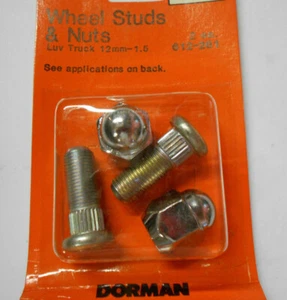 Wheel Studs
& Nuts
Luv Truck 12mm-1.5
See applications on back.
DORMAN